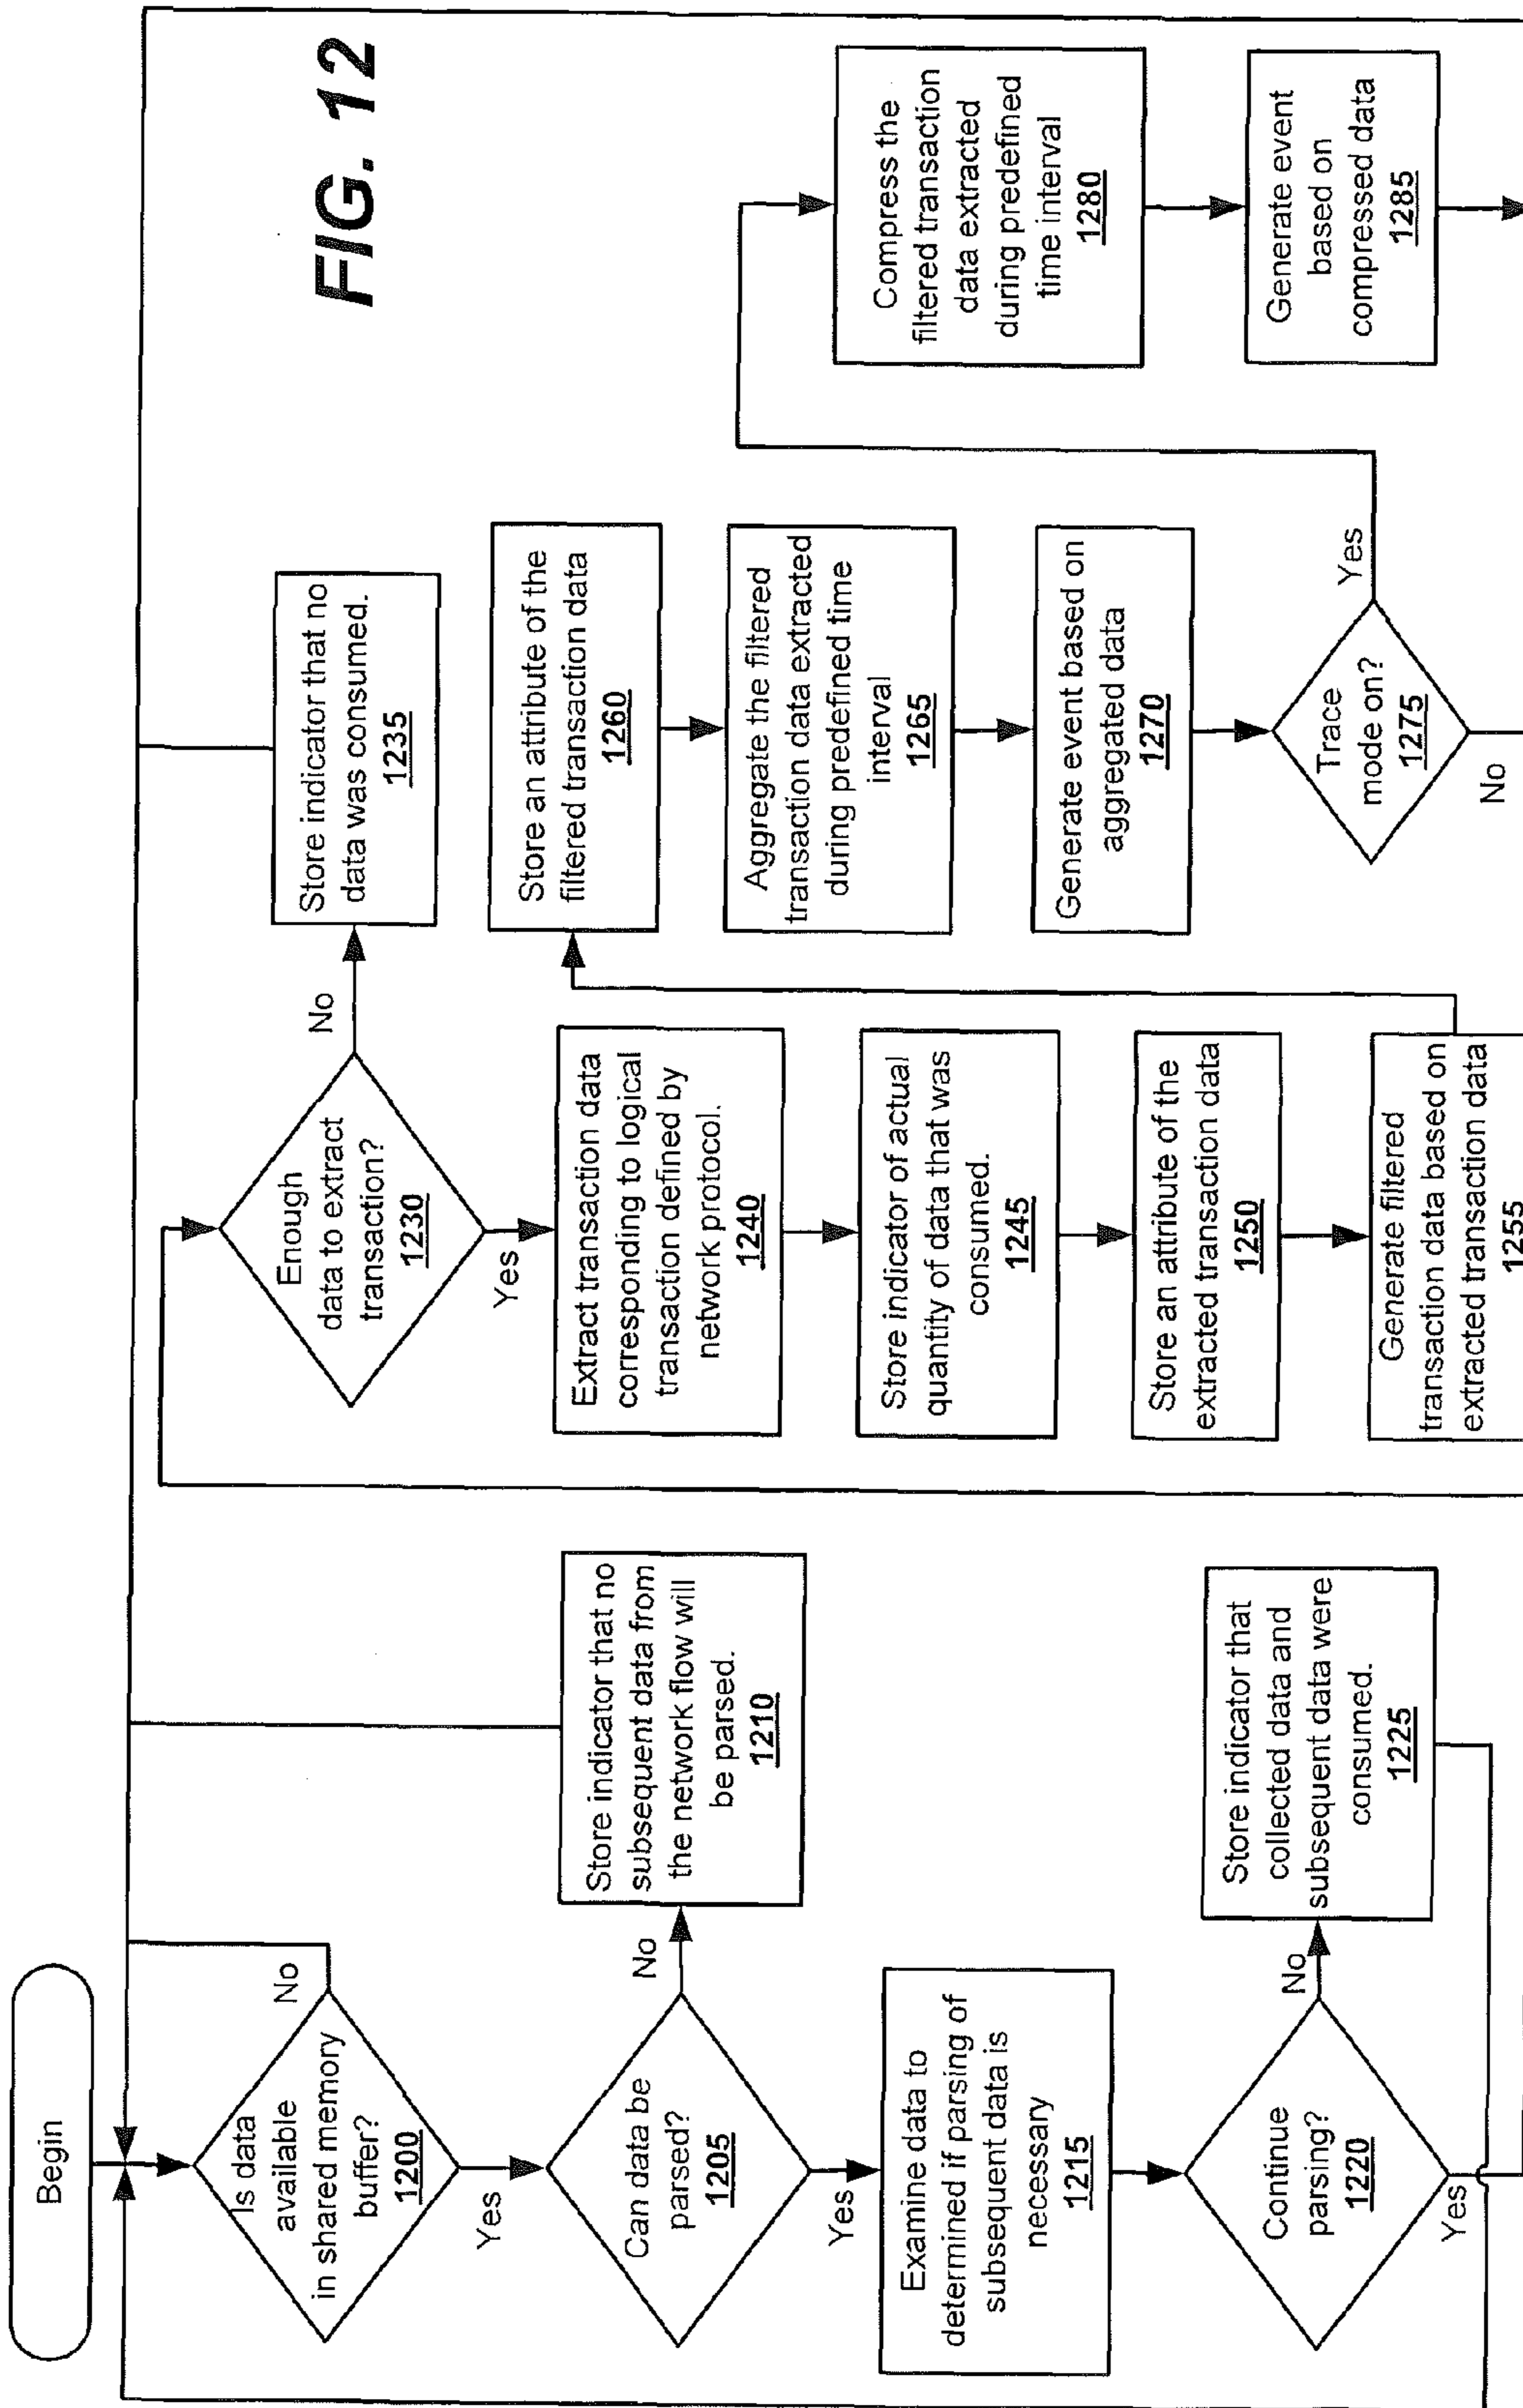 FIG. 12
Begin
Is data
available
in shared memory
buffer?
1200
No
Yes
Can data be
parsed?
1205
No
Yes
Store indicator that no
subsequent data from
the network flow will
be parsed.
1210
Examine data to
determined if parsing of
subsequent data is
necessary
1215
Continue
parsing?
1220
No
Yes
Store indicator that
collected data and
subsequent data were
consumed.
1225
Enough
data to extract
transaction?
1230
No
Yes
Store indicator that no
data was consumed.
1235
Extract transaction data
corresponding to logical
transaction defined by
network protocol.
1240
Store indicator of actual
quantity of data that was
consumed.
1245
Store an attribute of the
extracted transaction data
1250
Generate filtered
transaction data based on
extracted transaction data
1255
Store an attribute of the
filtered transaction data
1260
Aggregate the filtered
transaction data extracted
during predefined time
interval
1265
Generate event based on
aggregated data
1270
Trace
mode on?
1275
Yes
No
Compress the
filtered transaction
data extracted
during predefined
time interval
1280
Generate event
based on
compressed data
1285